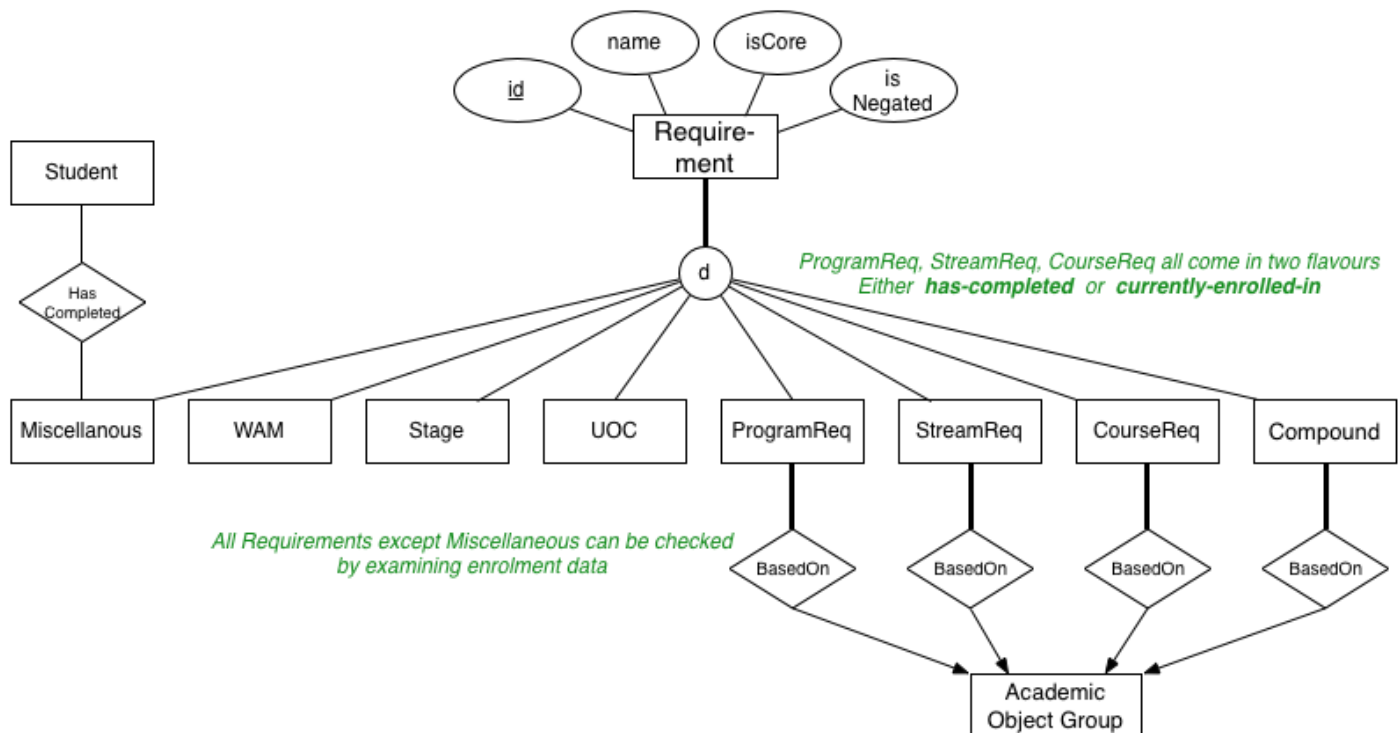 name
isCore
id
is
Negated
Require-
ment
Student
d
ProgramReq, StreamReq, CourseReq all come in two flavours
Either has-completed or currently-enrolled-in
Has
Completed
Miscellanous
WAM
Stage
UOC
ProgramReq
StreamReq
CourseReq
Compound
All Requirements except Miscellaneous can be checked
by examining enrolment data
BasedOn
BasedOn
BasedOn
BasedOn
Academic
Object Group